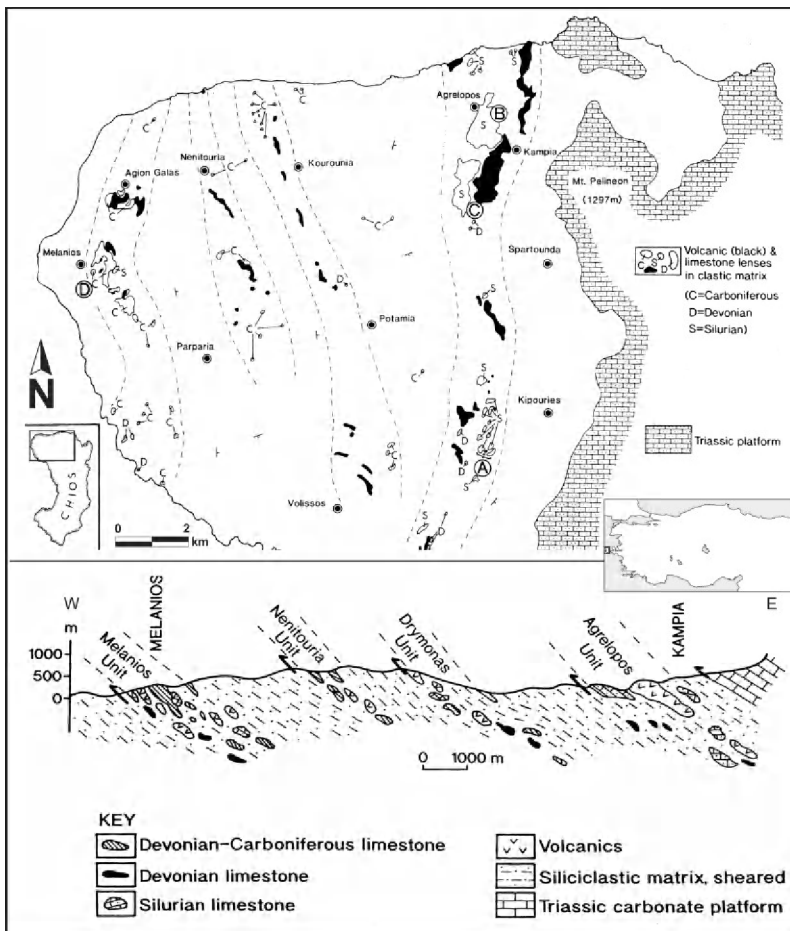 S
S
C
Agrelopos
B
C
S
C
Nenitouria
C
Kourounia
Kampia
Agion Galas
Mt. Pelineon
(1297m)
S
C
C
C
D
Melanios
S
Spartounda
Volcanic (black) &
limestone lenses
in clastic matrix
C
S
D
(C=Carboniferous
D=Devonian
S=Silurian)
D
D
C
S
C
Potamia
Parparia
N
C
S
C
Kipouries
C
D
C
C
D
Triassic platform
D
A
S
CHIOS
Volissos
S
D
0 2
km
W
E
m
MELANIOS
KAMPIA
1000
500
0
Melanios
Unit
Nenitouria
Unit
Drymonas
Unit
Agrelopos
Unit
0 1000 m
KEY
Devonian-Carboniferous limestone
Devonian limestone
Silurian limestone
Volcanics
Siliciclastic matrix, sheared
Triassic carbonate platform